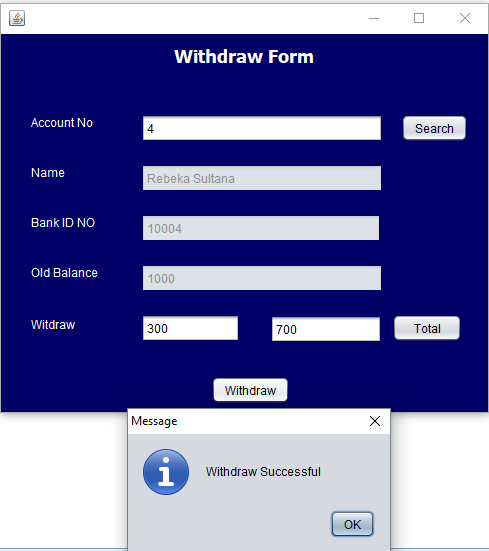 Withdraw Form
Account No 4 Search
Name Rebeka Sultana
Bank ID NO 10004
Old Balance 1000
Witdraw 300 700 Total
Withdraw
Message
Withdraw Successful
OK